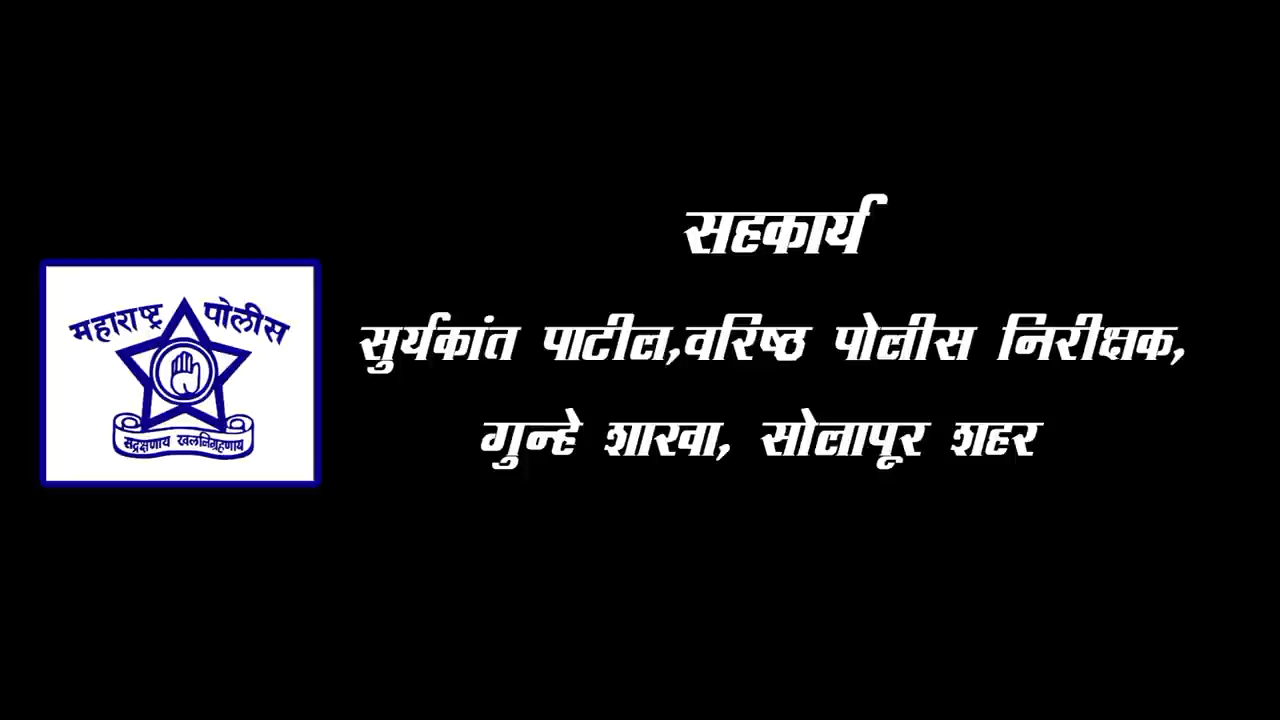 सहकार्य
महाराष्ट्र पोलीस
सुर्यकांत पाटील,वरिष्ठ पोलीस निरीक्षक,
सद्रक्षणाय खलनिग्रहणाय
गुन्हे शाखा, सोलापूर शहर